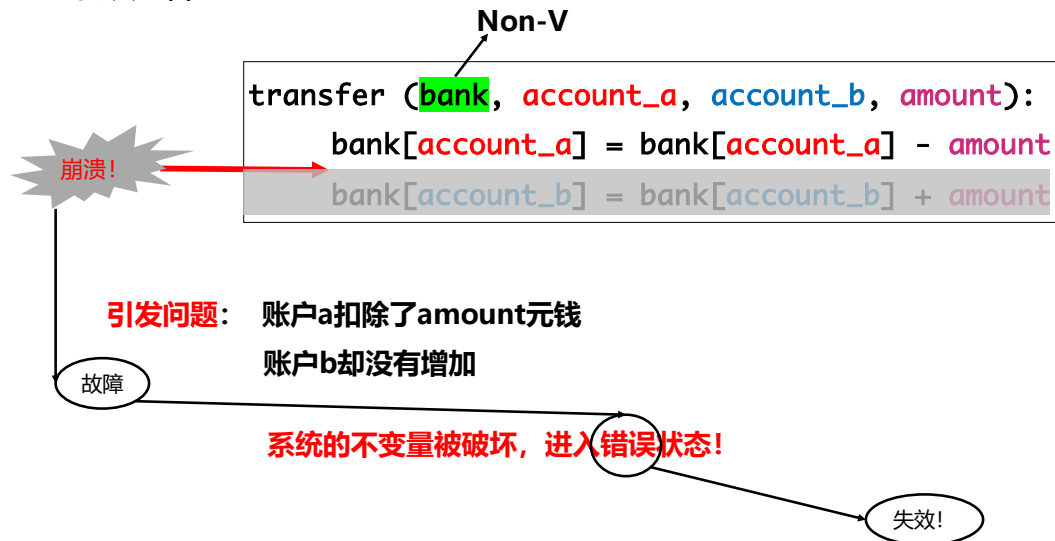 Non-V
transfer (bank, account_a, account_b, amount):
bank[account_a] = bank[account_a] - amount
崩溃！
bank[account_b] = bank[account_b] + amount
引发问题： 账户a扣除了amount元钱
账户b却没有增加
故障
系统的不变量被破坏，进入错误状态！
失效！